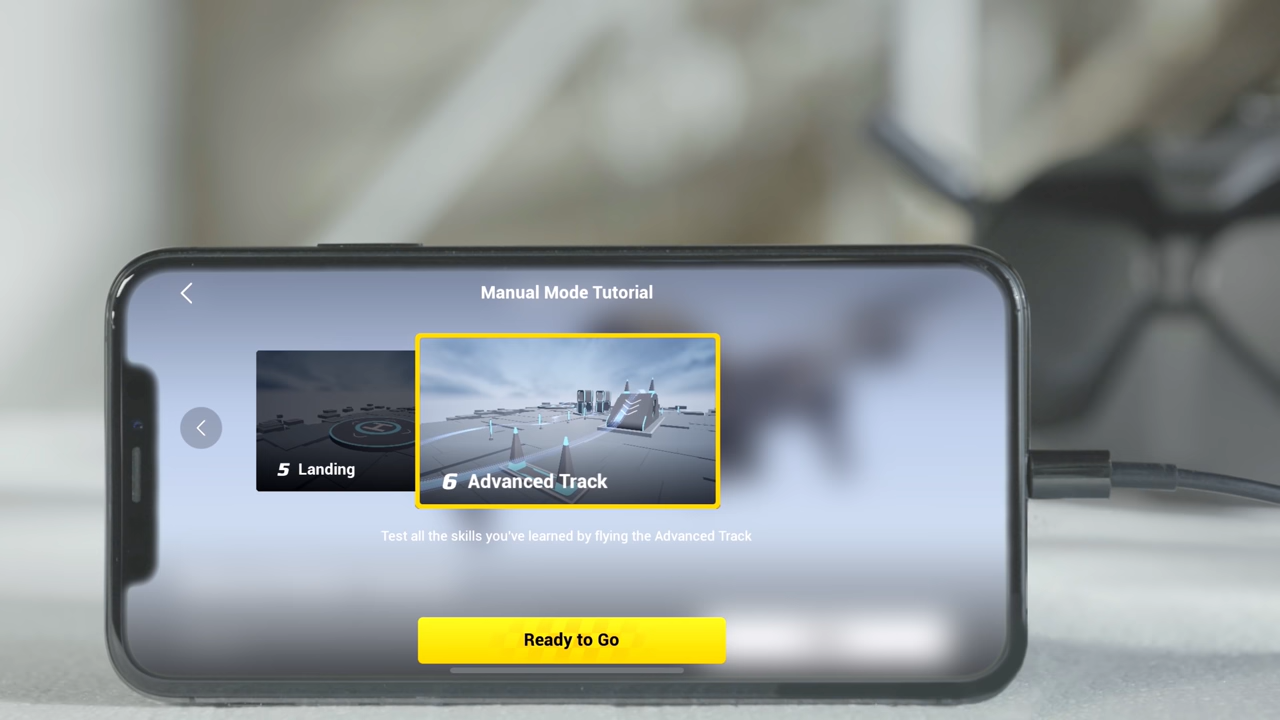 Manual Mode Tutorial
5 Landing
6 Advanced Track
Test all the skills you've learned by flying the Advanced Track
Ready to Go